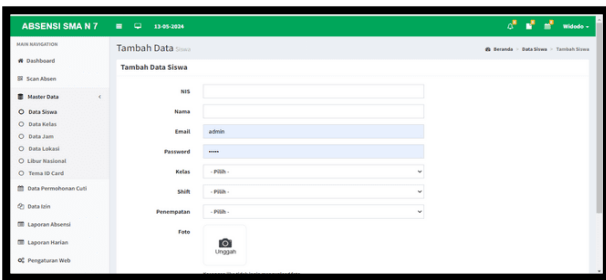 ABSENSI SMA N 7
13-05-2024
Widodo
MAIN NAVIGATION
Dashboard
Scan Absen
Master Data
Data Siswa
Data Kelas
Data Jam
Data Lokasi
Libur Nasional
Tema ID Card
Data Permohonan Cuti
Data Izin
Laporan Absensi
Laporan Harian
Pengaturan Web
Tambah Data Siswa
Beranda > Data Siswa > Tambah Siswa
Tambah Data Siswa
NIS
Nama
Email admin
Password •••••
Kelas - Pilih -
Shift - Pilih -
Penempatan - Pilih -
Foto
Unggah